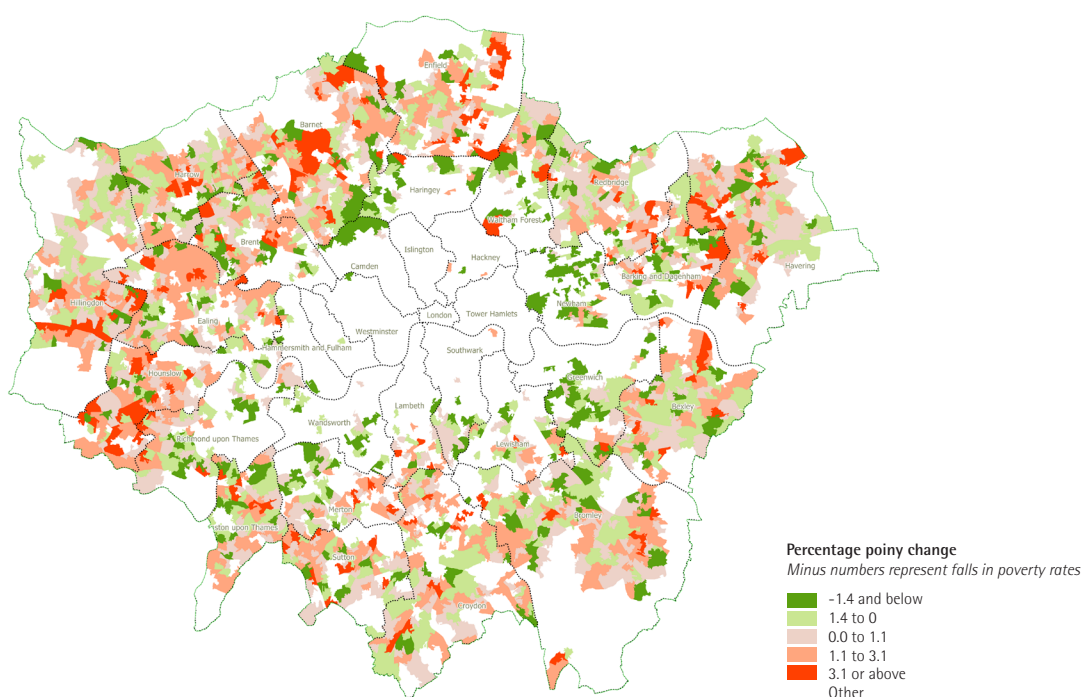 Enfield
Barnet
Harrow
Haringey
Redbridge
Waltham Forest
Brent
Islington
Hackney
Camden
Havering
Barking and Dagenham
Hillingdon
Newham
Ealing
London
Tower Hamlets
Westminster
Hammersmith and Fulham
Southwark
Hounslow
Greenwich
Lambeth
Bexley
Wandsworth
Richmond upon Thames
Lewisham
Merton
Bromley
ston upon Thames
Sutton
Croydon
Percentage poiny change
Minus numbers represent falls in poverty rates
-1.4 and below
1.4 to 0
0.0 to 1.1
1.1 to 3.1
3.1 or above
Other